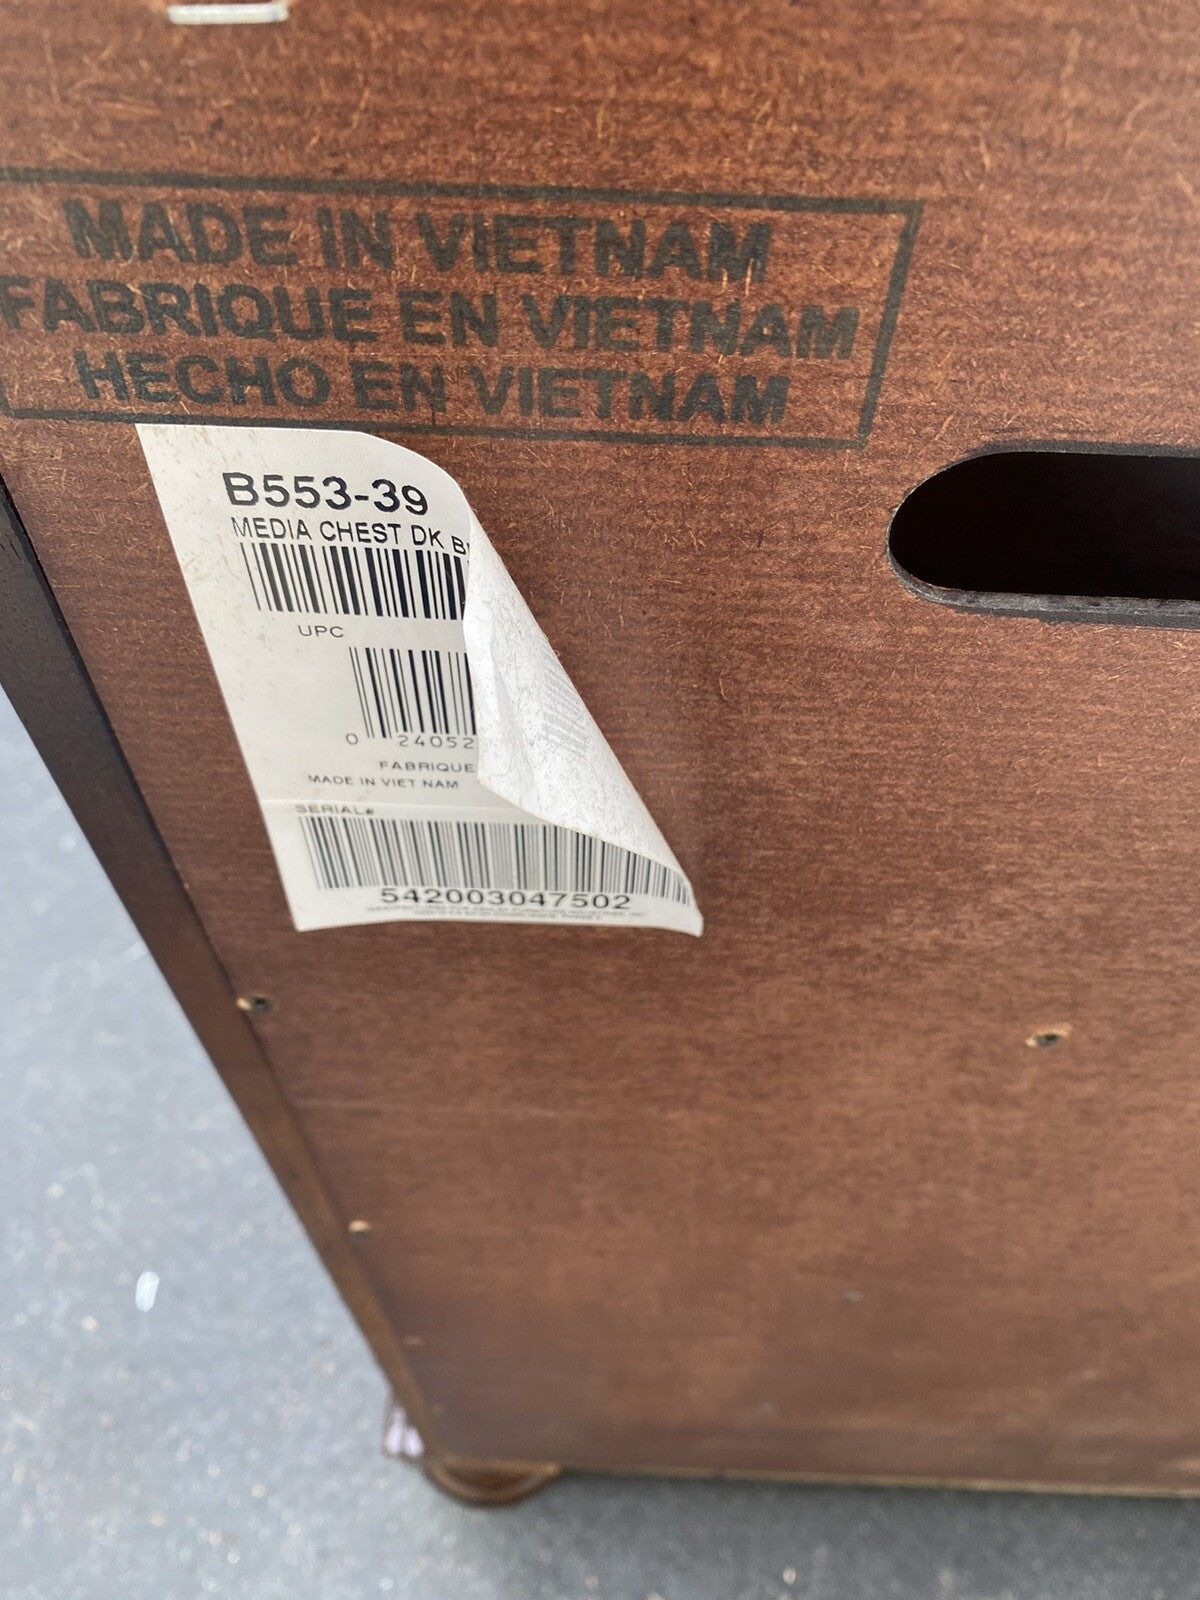 MADE IN VIETNAM
FABRIQUE EN VIETNAM
HECHO EN VIETNAM
B553-39
MEDIA CHEST DK
UPC
0 24052
FABRIQUE
MADE IN VIET NAM
SERIAL#
542003047502